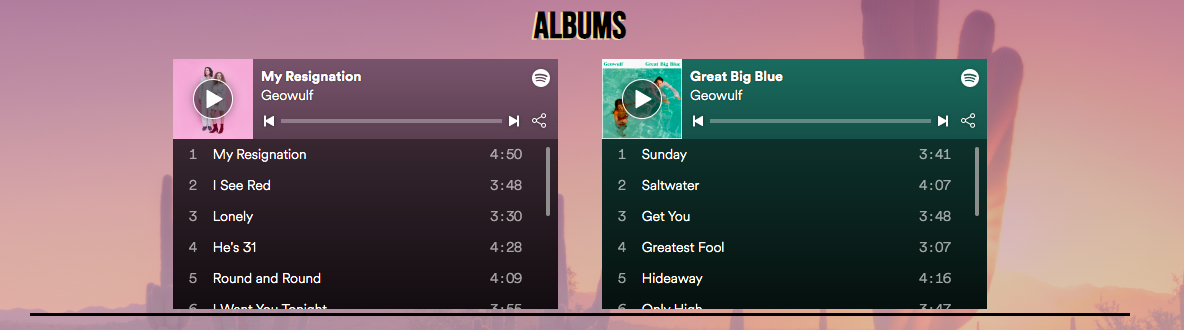 ALBUMS
My Resignation
Geowulf
1 My Resignation 4:50
2 I See Red 3:48
3 Lonely 3:30
4 He's 31 4:28
5 Round and Round 4:09
6 I Want You Tonight 3:55
Geowulf Great Big Blue
Great Big Blue
Geowulf
1 Sunday 3:41
2 Saltwater 4:07
3 Get You 3:48
4 Greatest Fool 3:07
5 Hideaway 4:16
6 Only High 3:47